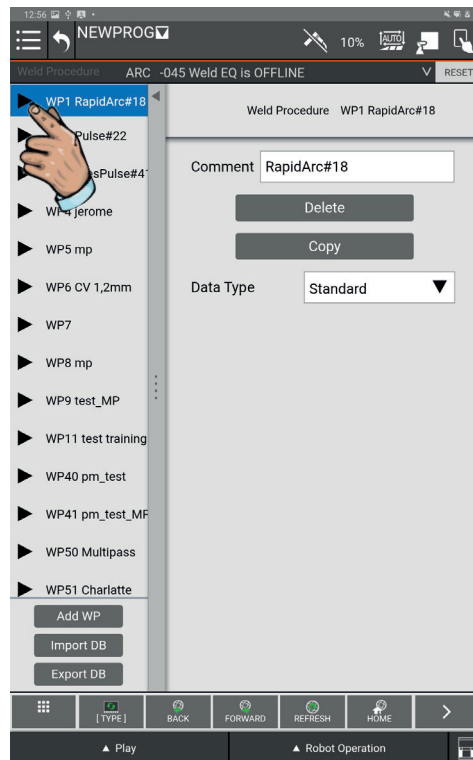 12:56
NEWPROG
10%
AUTO
Weld Procedure ARC -045 Weld EQ is OFFLINE
RESET
WP1 RapidArc#18
Weld Procedure WP1 RapidArc#18
Pulse#22
Comment RapidArc#18
esPulse#4
WP4 jerome
Delete
WP5 mp
Copy
WP6 CV 1,2mm
Data Type Standard
WP7
WP8 mp
WP9 test_MP
WP11 test training
WP40 pm_test
WP41 pm_test_MP
WP50 Multipass
WP51 Charlatte
Add WP
Import DB
Export DB
[ TYPE ] BACK FORWARD REFRESH HOME
Play Robot Operation